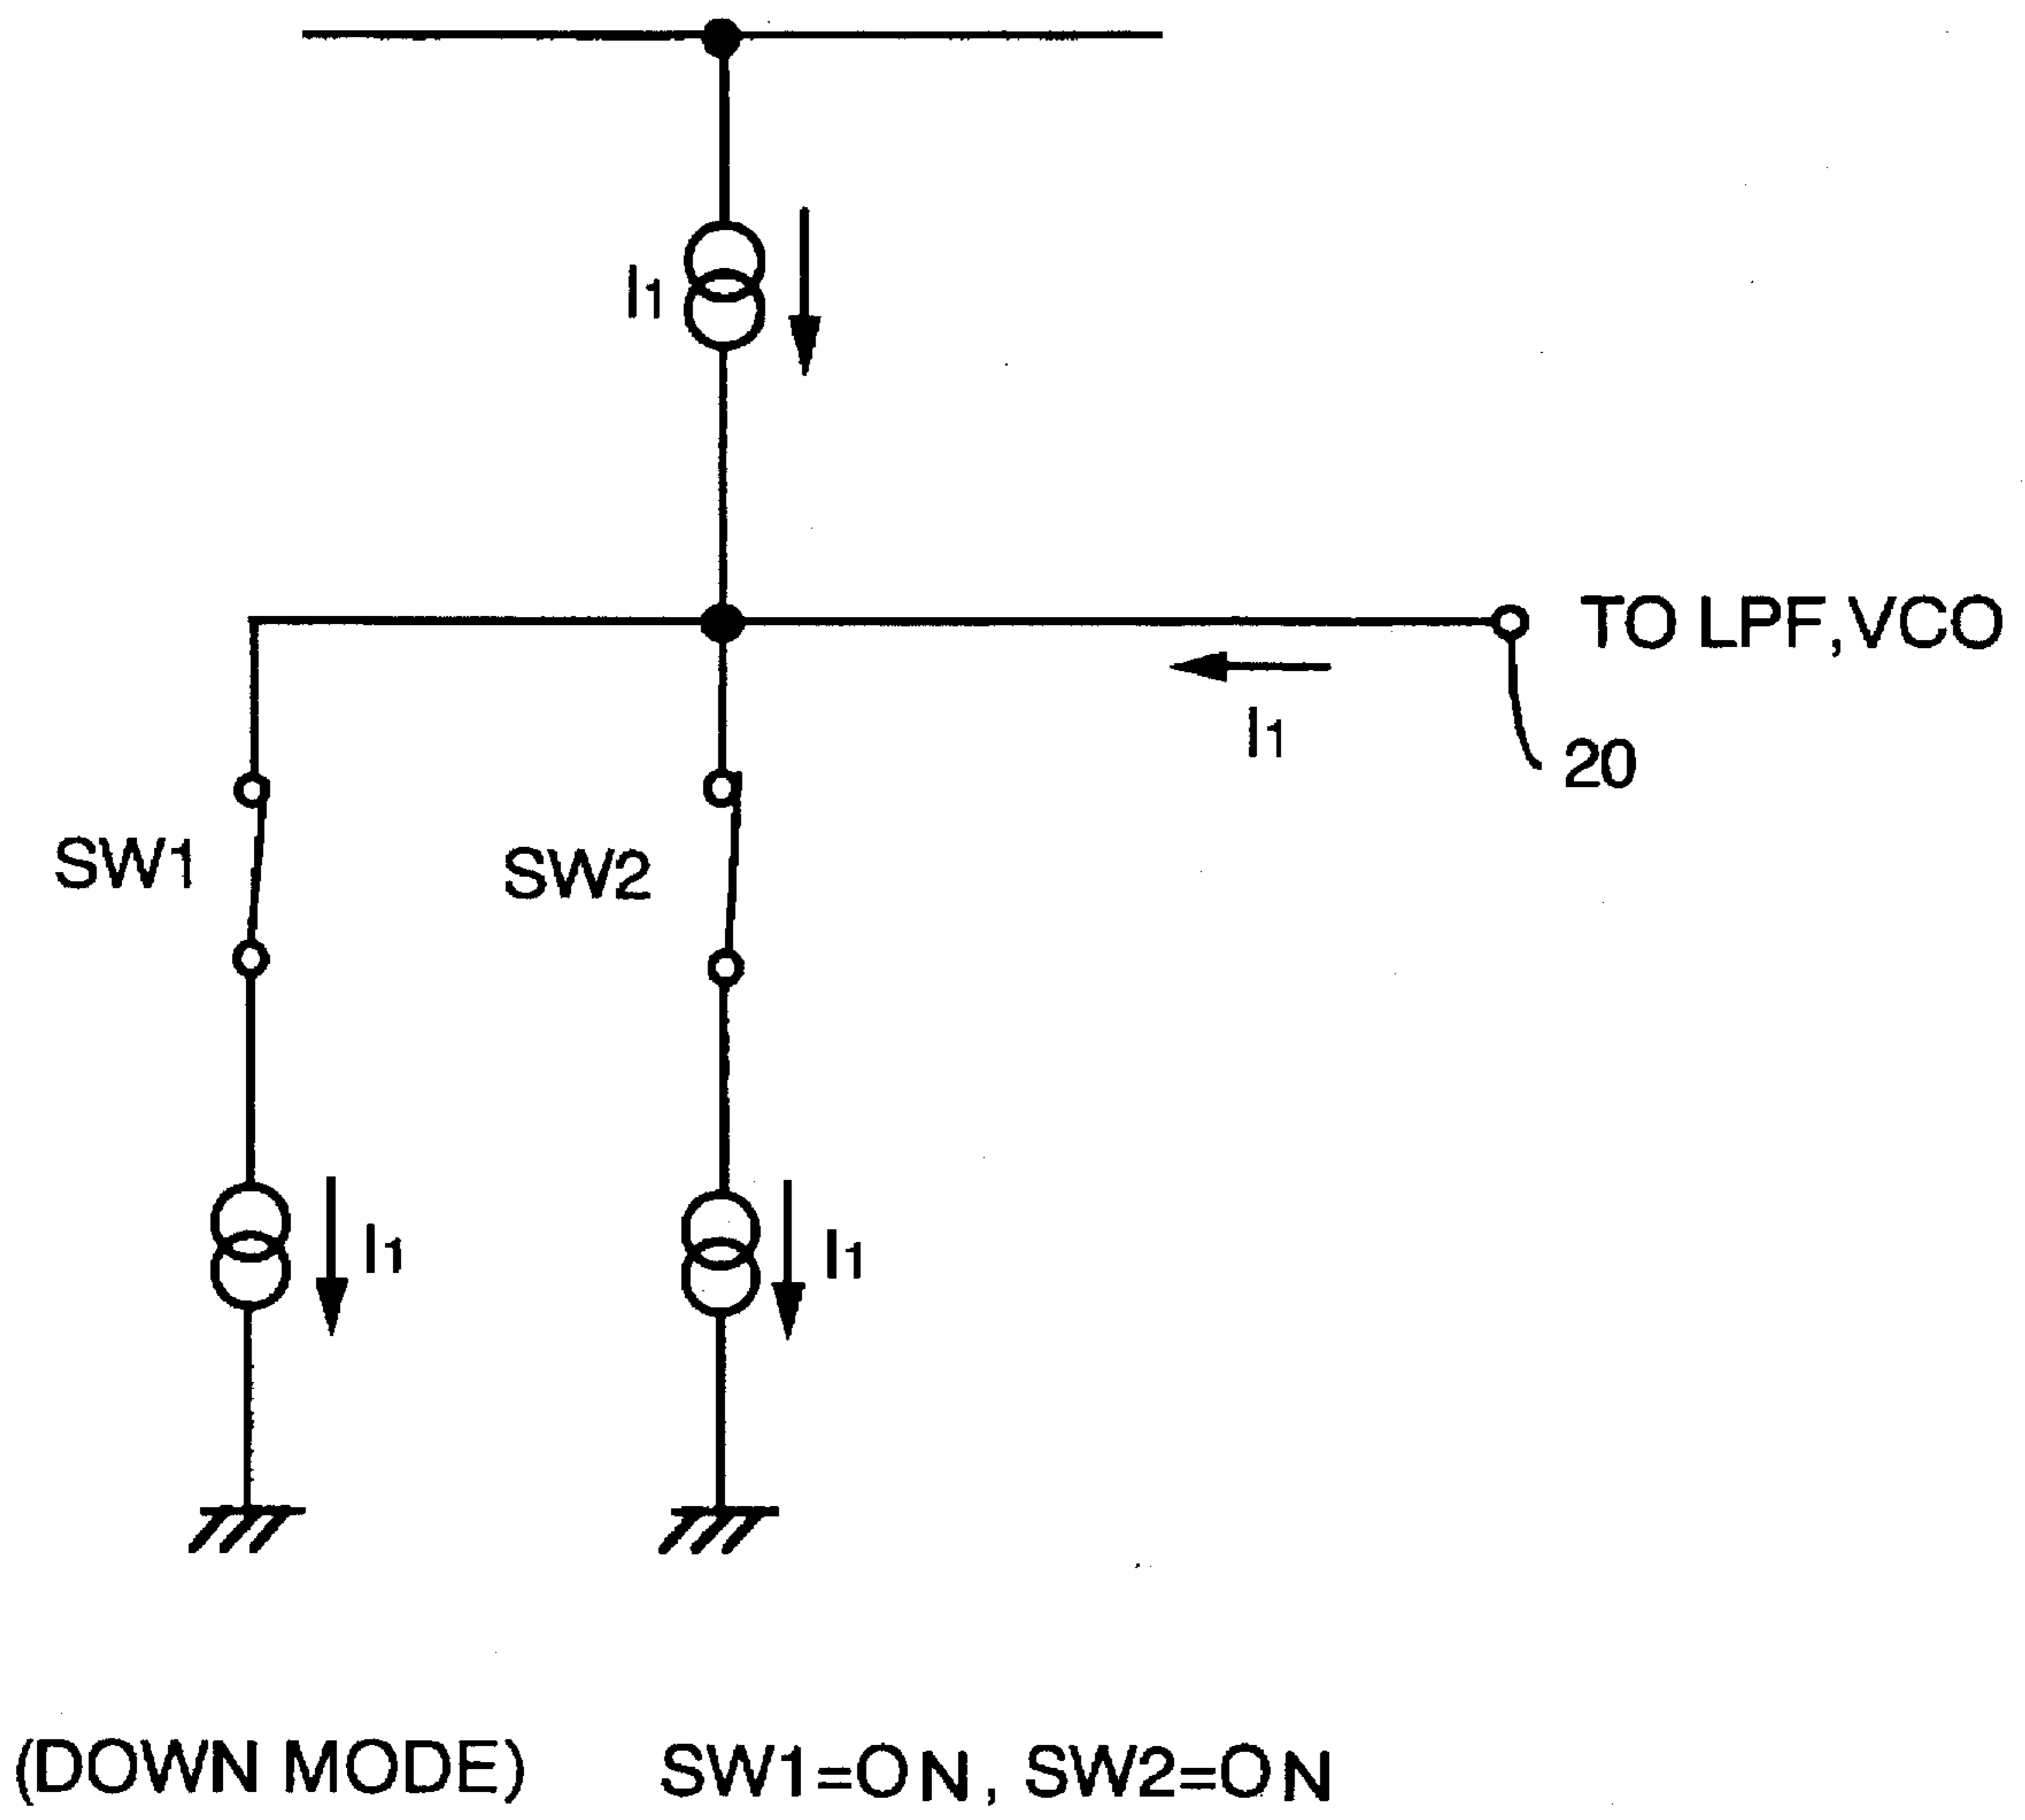 I1
TO LPF,VCO
I1
20
SW1
SW2
I1
I1
(DOWN MODE) SW1=ON, SW2=ON